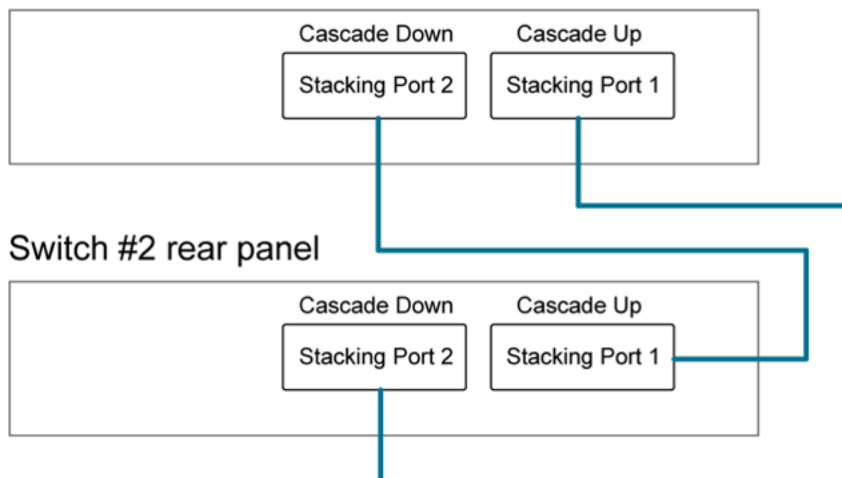 Cascade Down Cascade Up
Stacking Port 2 Stacking Port 1
Switch #2 rear panel
Cascade Down Cascade Up
Stacking Port 2 Stacking Port 1